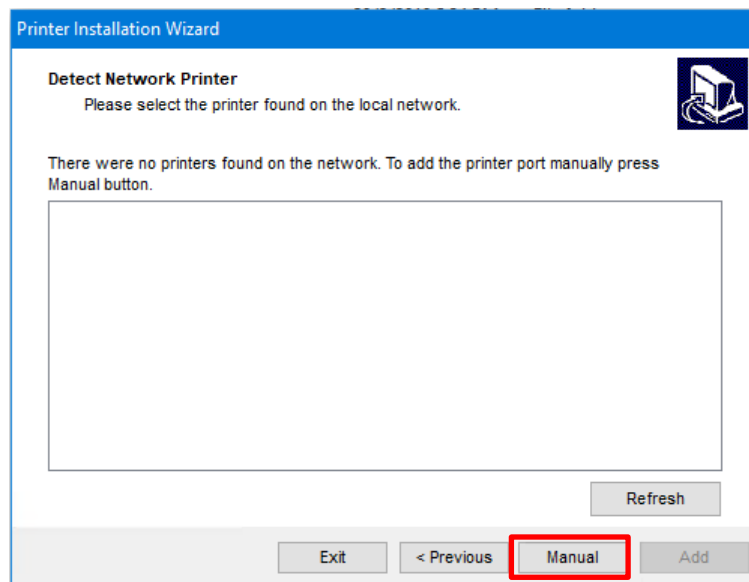 Printer Installation Wizard
Detect Network Printer
Please select the printer found on the local network.
There were no printers found on the network. To add the printer port manually press
Manual button.
Refresh
Exit
< Previous
Manual
Add